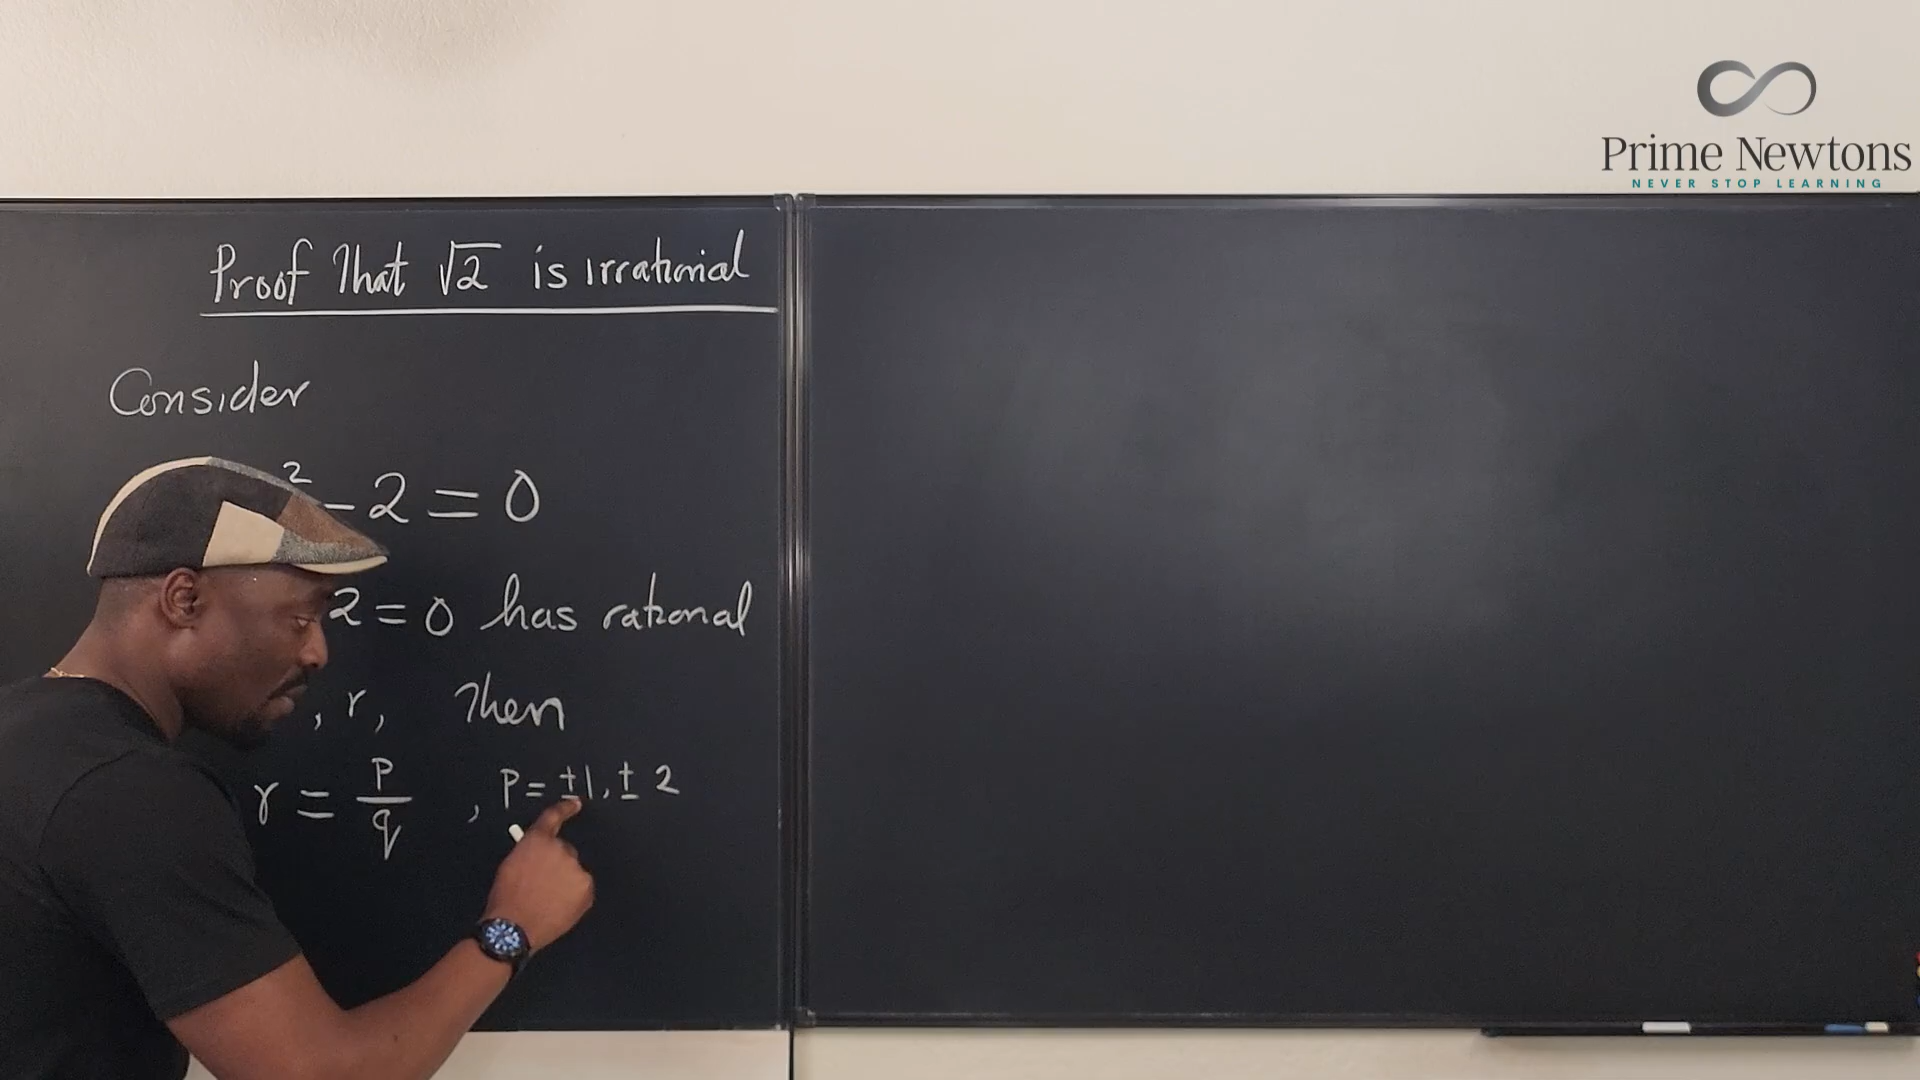 Prime Newtons
NEVER STOP LEARNING
Proof That √2 is irrational
Consider
² - 2 = 0
2 = 0 has rational
, r, Then
r = p/q , p = ±1, ± 2